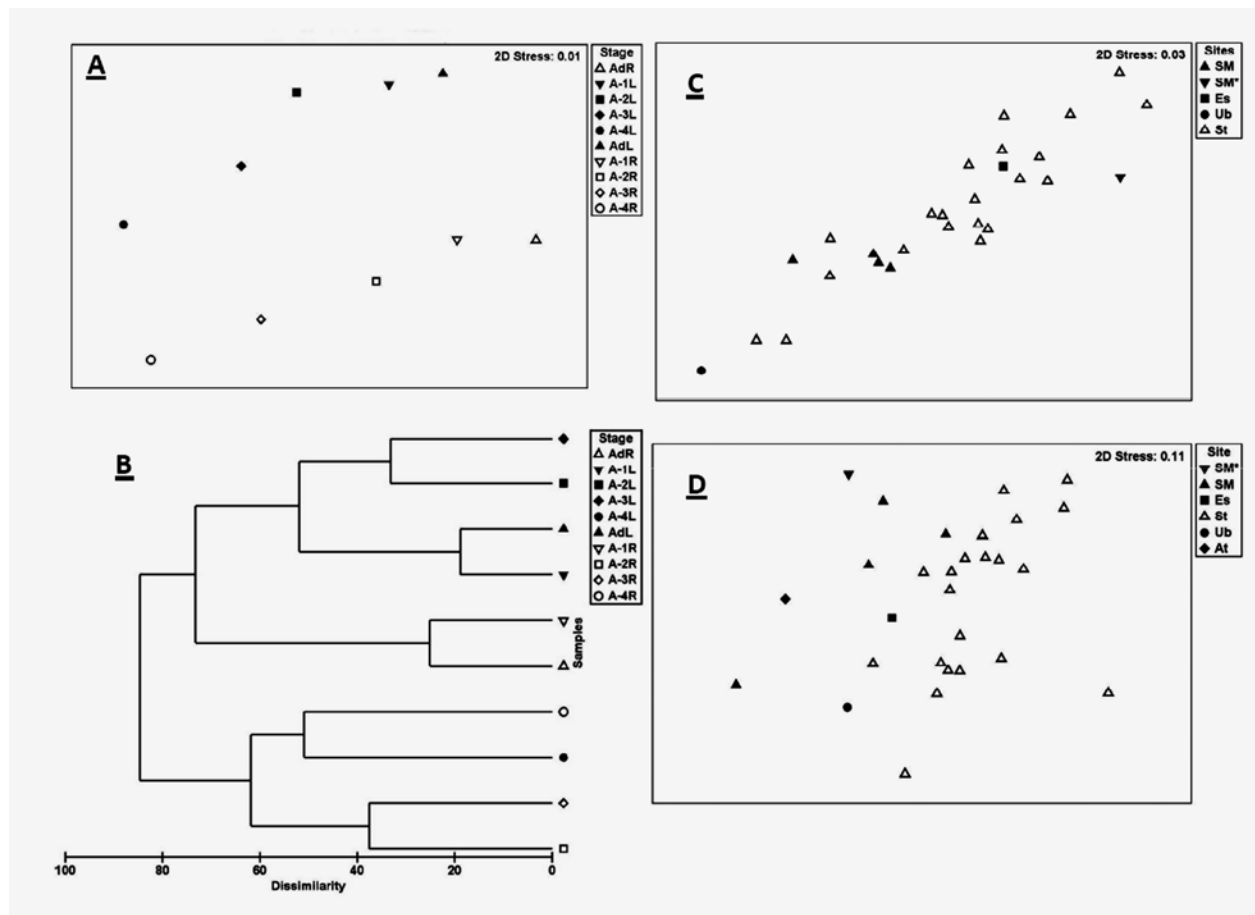 A
2D Stress: 0.01
Stage
AdR
A-1L
A-2L
A-3L
A-4L
AdL
A-1R
A-2R
A-3R
A-4R
C
2D Stress: 0.03
Sites
SM
SM*
Es
Ub
St
B
Stage
AdR
A-1L
A-2L
A-3L
A-4L
AdL
A-1R
A-2R
A-3R
A-4R
Samples
100 80 60 40 20 0
Dissimilarity
D
2D Stress: 0.11
Site
SM*
SM
Es
St
Ub
At